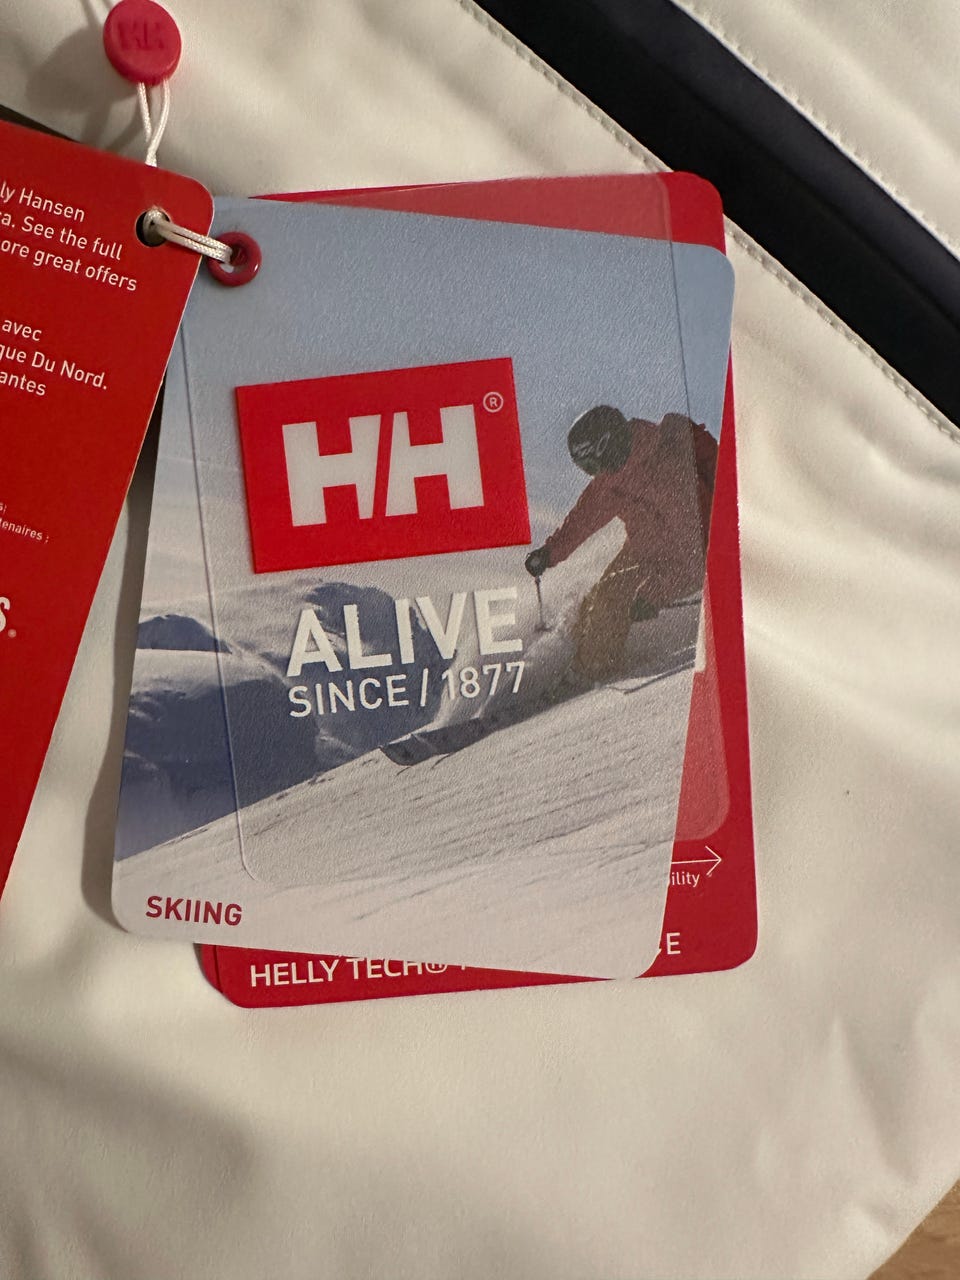 HH
ly Hansen
a. See the full
ore great offers
avec
que Du Nord.
antes
enaires ;
S®
HH®
ALIVE
SINCE / 1877
SKIING
ility
HELLY TECH®
E